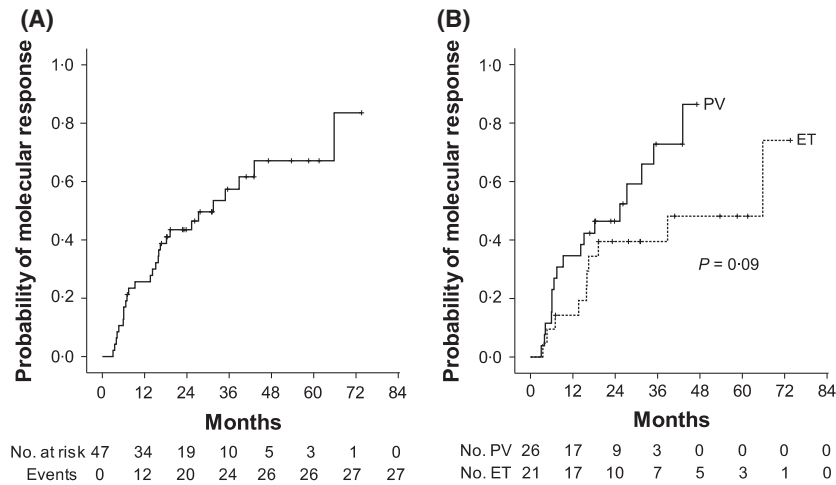 (A)
Probability of molecular response
1·0
0·8
0·6
0·4
0·2
0·0
0 12 24 36 48 60 72 84
Months
No. at risk 47 34 19 10 5 3 1 0
Events 0 12 20 24 26 26 27 27
(B)
Probability of molecular response
1·0
0·8
0·6
0·4
0·2
0·0
PV
ET
P = 0·09
0 12 24 36 48 60 72 84
Months
No. PV 26 17 9 3 0 0 0 0
No. ET 21 17 10 7 5 3 1 0